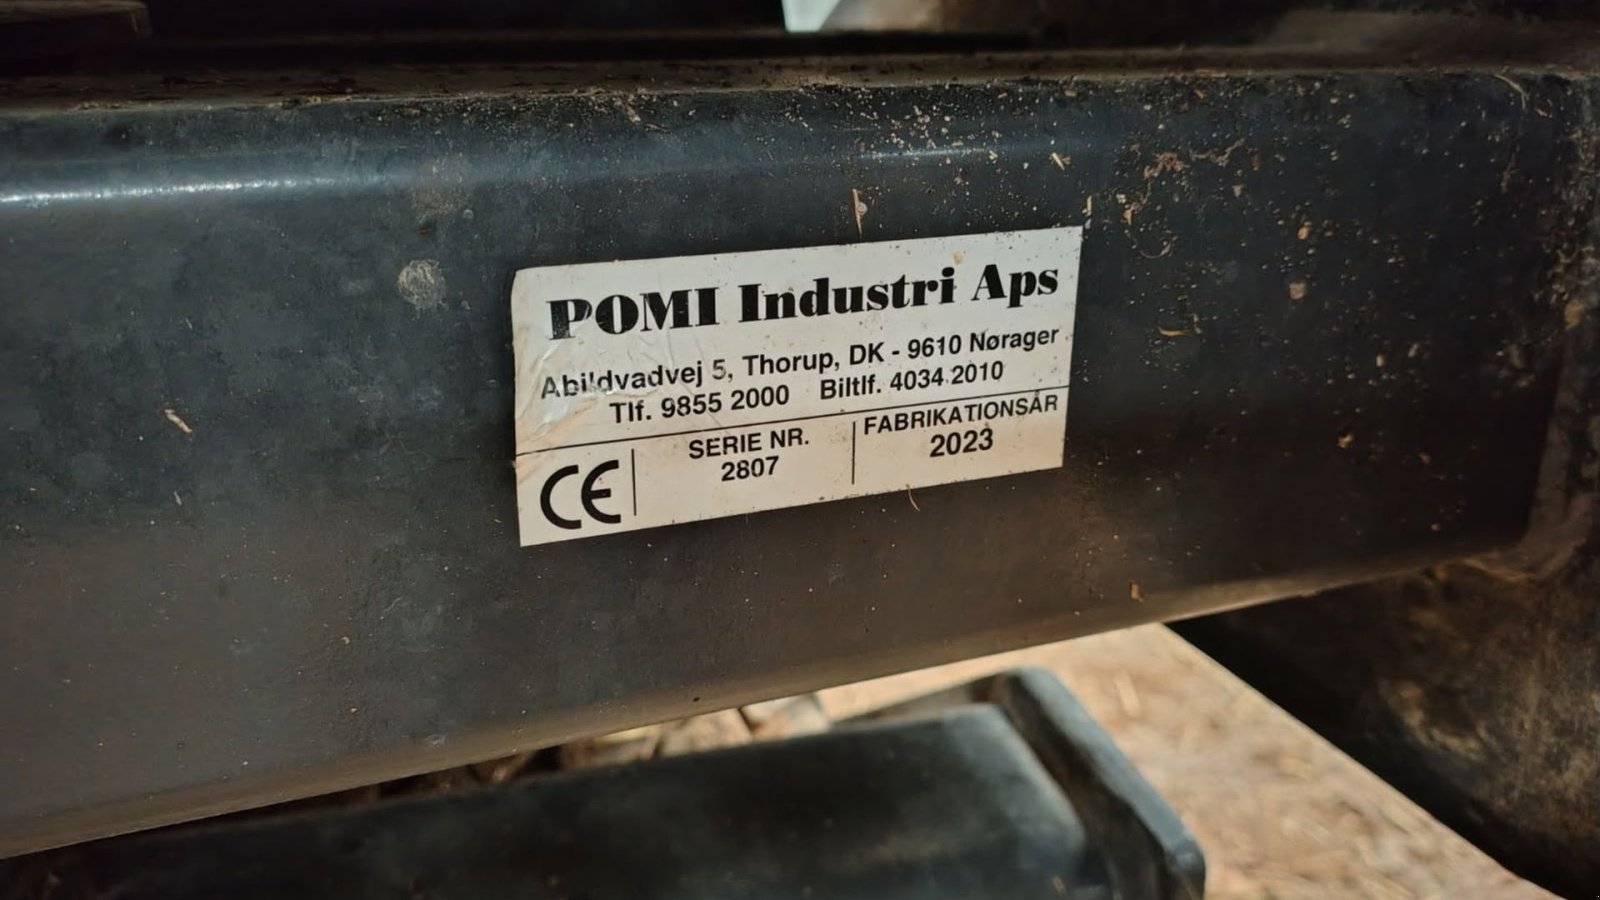 POMI Industri Aps
Abildvadvej 5, Thorup, DK - 9610 Nørager
Tlf. 9855 2000 Biltlf. 4034 2010
CE
SERIE NR.
2807
FABRIKATIONSÅR
2023